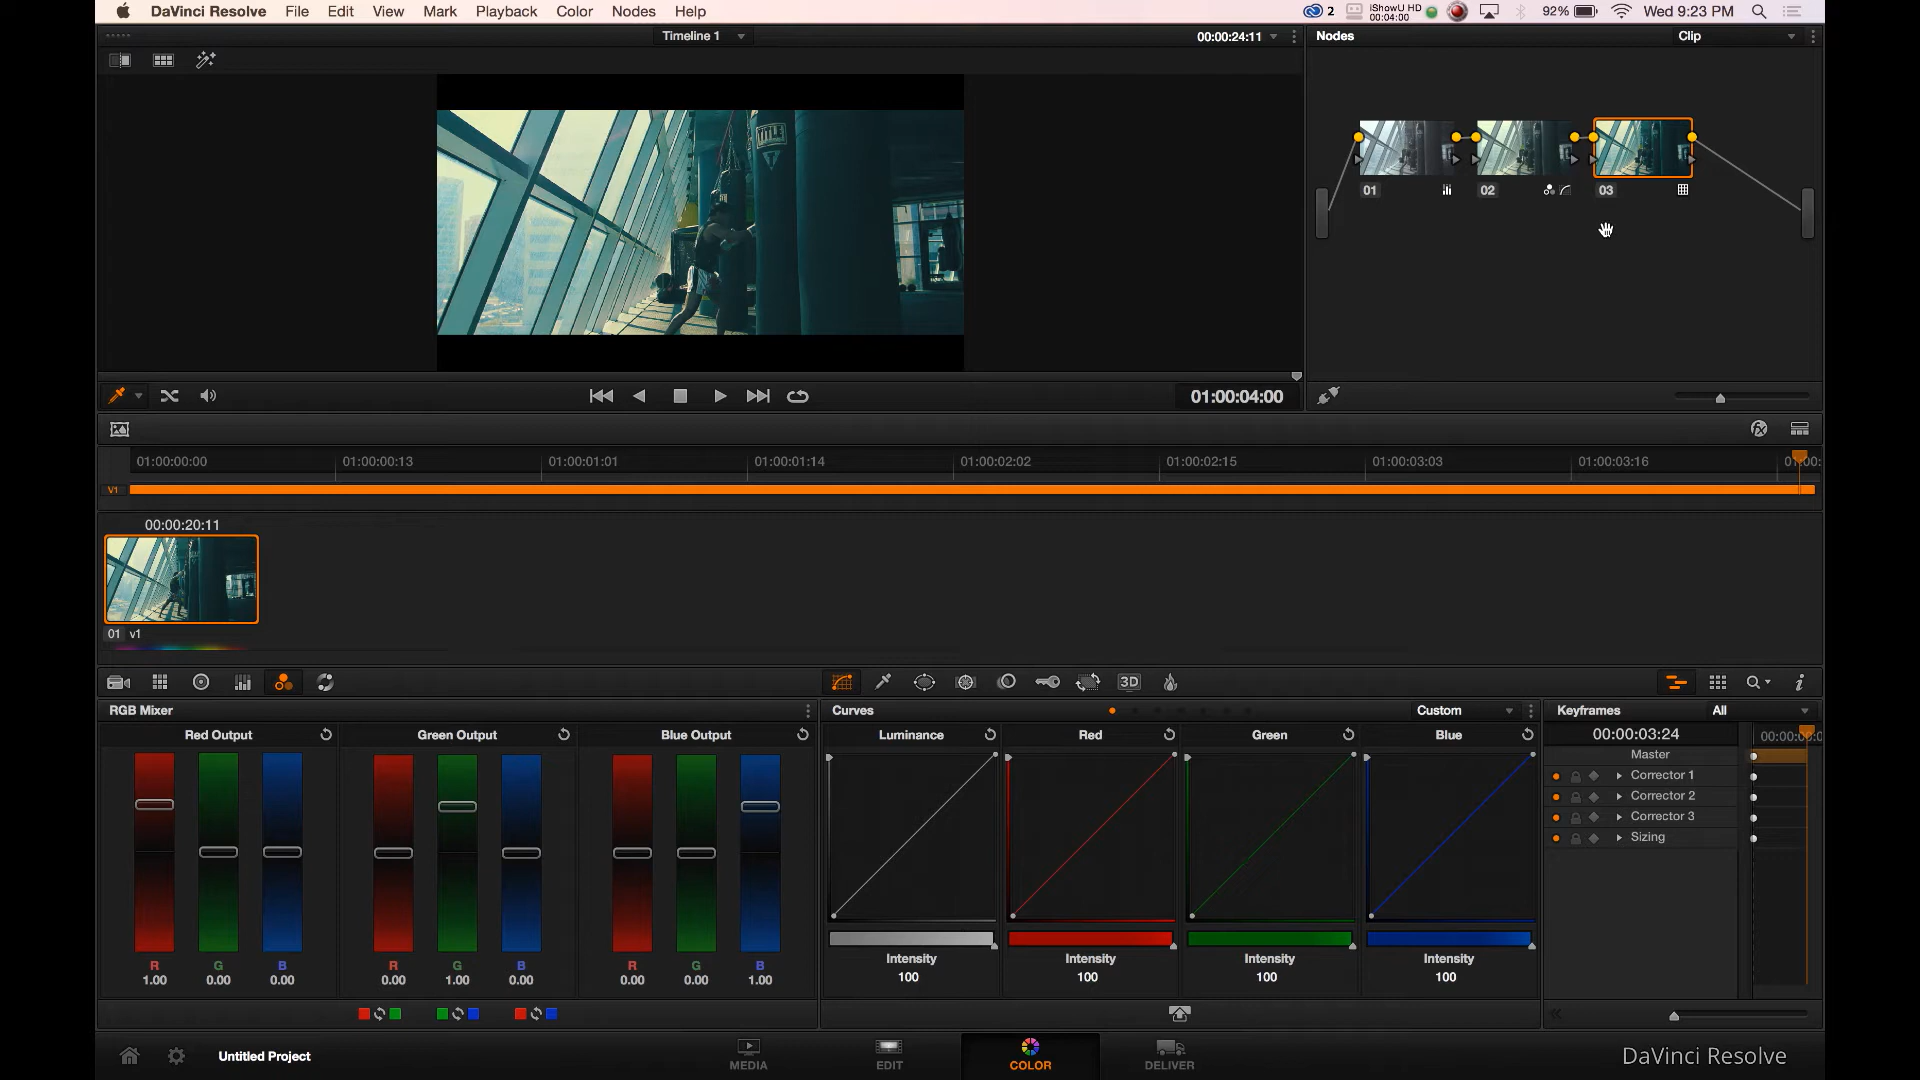 DaVinci Resolve File Edit View Mark Playback Color Nodes Help 2 iShowU HD 00:04:00 92% Wed 9:23 PM
Timeline 1 00:00:24:11 Nodes Clip
TITLE
01 02 03
01:00:04:00
01:00:00:00 01:00:00:13 01:00:01:01 01:00:01:14 01:00:02:02 01:00:02:15 01:00:03:03 01:00:03:16
V1
00:00:20:11
01 v1
3D
RGB Mixer Curves Custom Keyframes All
Red Output Green Output Blue Output Luminance Red Green Blue 00:00:03:24
Master
Corrector 1
Corrector 2
Corrector 3
Sizing
R G B R G B R G B
1.00 0.00 0.00 0.00 1.00 0.00 0.00 0.00 1.00
Intensity Intensity Intensity Intensity
100 100 100 100
Untitled Project
MEDIA EDIT COLOR DELIVER
DaVinci Resolve